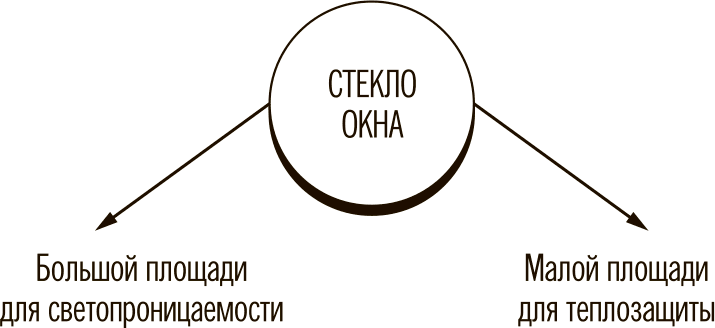 СТЕКЛО
ОКНА
Большой площади
для светопроницаемости
Малой площади
для теплозащиты